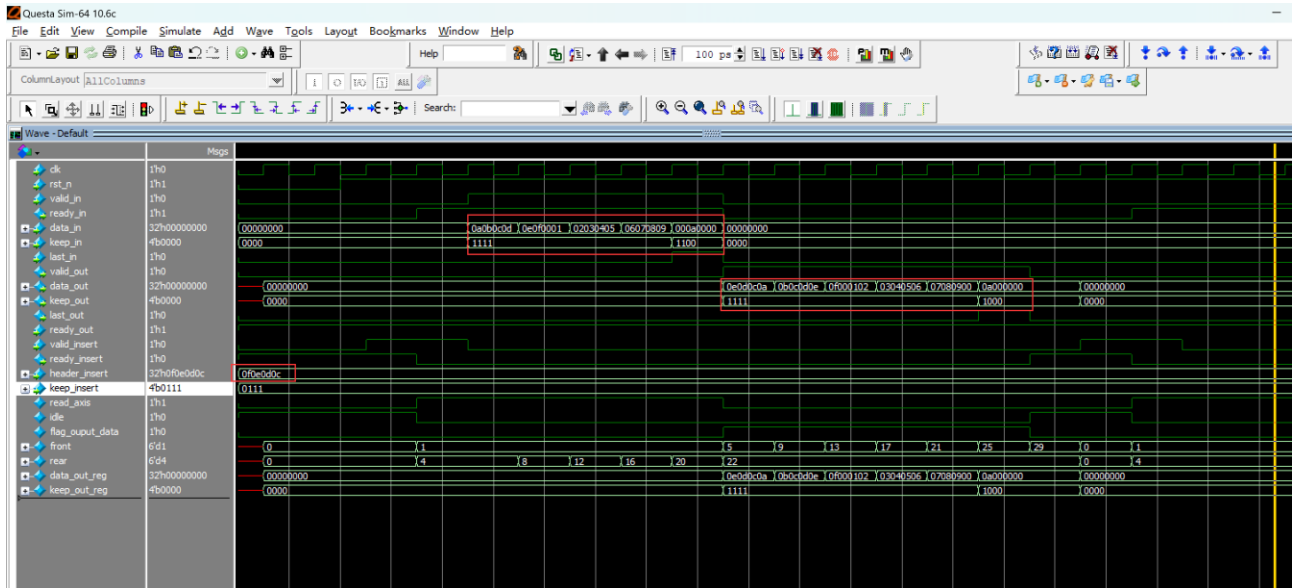 Questa Sim-64 10.6c
File Edit View Compile Simulate Add Wave Tools Layout Bookmarks Window Help
Help 100 ps
ColumnLayout AllColumns
Search:
Wave - Default
Msgs
clk 1'h0
rst_n 1'h1
valid_in 1'h0
ready_in 1'h1
data_in 32'h00000000 00000000 0a0b0c0d 0e0f0001 02030405 06070809 000a0000 00000000
keep_in 4'b0000 0000 1111 1100 0000
last_in 1'h0
valid_out 1'h0
data_out 32'h00000000 00000000 0e0d0c0a 0b0c0d0e 0f000102 03040506 07080900 0a000000 00000000
keep_out 4'b0000 0000 1111 1000 0000
last_out 1'h0
ready_out 1'h1
valid_insert 1'h0
ready_insert 1'h0
header_insert 32'h0f0e0d0c 0f0e0d0c
keep_insert 4'b0111 0111
read_axis 1'h1
idle 1'h0
flag_ouput_data 1'h0
front 6'd1 0 1 5 9 13 17 21 25 29 0 1
rear 6'd4 0 4 8 12 16 20 22 0 4
data_out_reg 32'h00000000 00000000 0e0d0c0a 0b0c0d0e 0f000102 03040506 07080900 0a000000 00000000
keep_out_reg 4'b0000 0000 1111 1000 0000